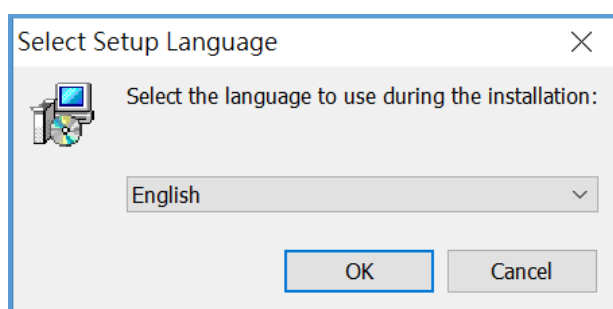 Select Setup Language
Select the language to use during the installation:
English
OK
Cancel